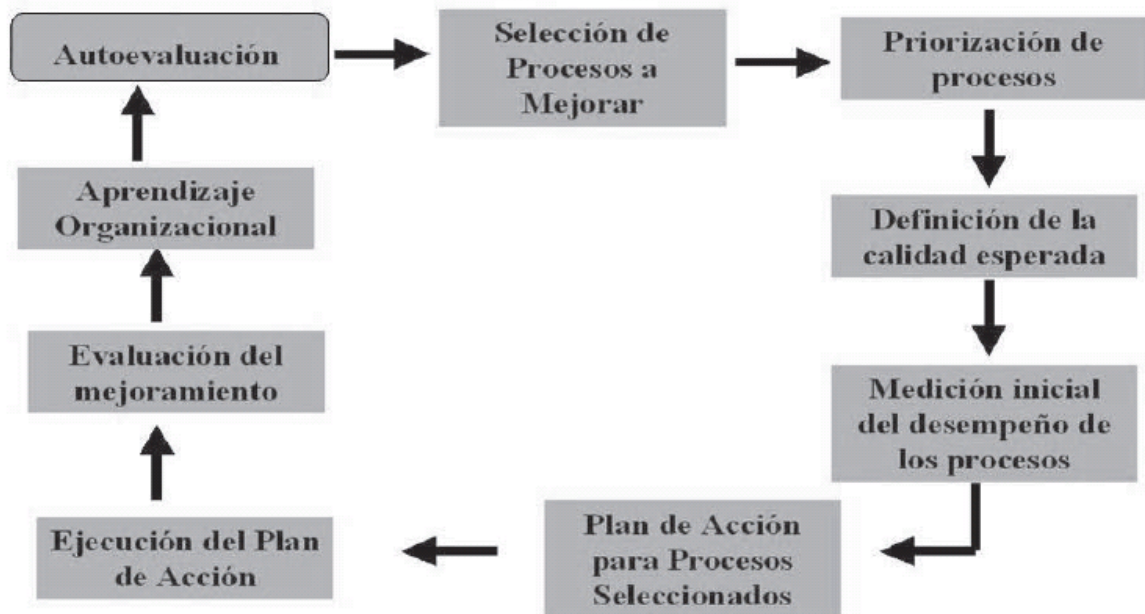 Autoevaluación
Selección de
Procesos a
Mejorar
Priorización de
procesos
Definición de la
calidad esperada
Medición inicial
del desempeño de
los procesos
Plan de Acción
para Procesos
Seleccionados
Ejecución del Plan
de Acción
Evaluación del
mejoramiento
Aprendizaje
Organizacional